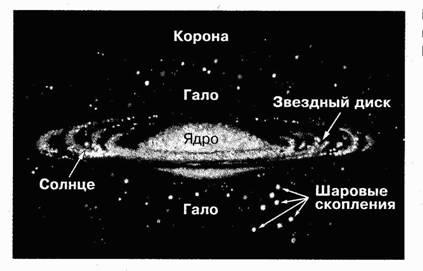 Корона
Гало
Звездный диск
Ядро
Солнце
Шаровые
скопления
Гало